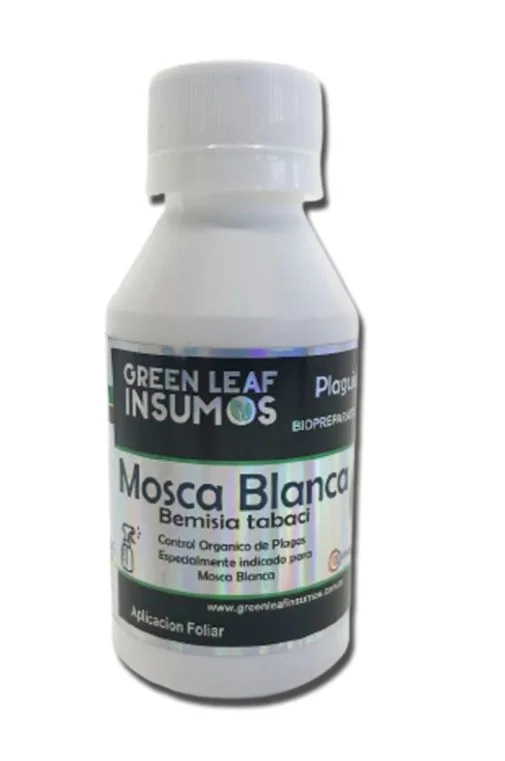 GREEN LEAF
INSUMOS
Mosca Blanca
Bemisia tabaci
Control Organico de Plagas
Especialmente indicado para
Mosca Blanca
Aplicacion Foliar